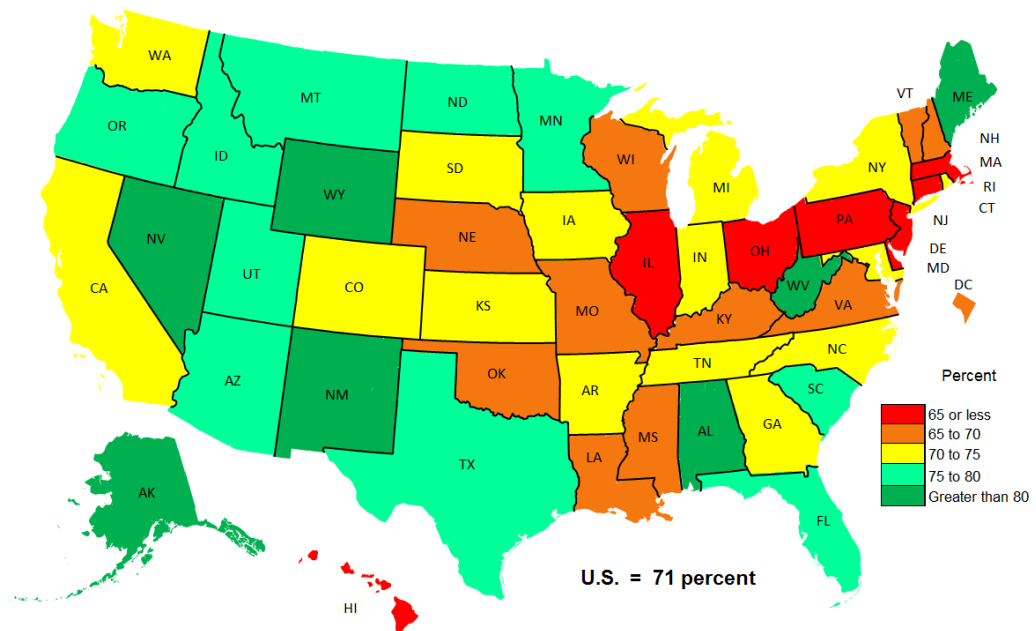 WA
VT
ME
MT
ND
MN
OR
NH
ID
WI
MA
SD
NY
MI
RI
WY
CT
PA
NJ
IA
NE
NV
OH
DE
IL
IN
UT
MD
WV
DC
CA
CO
VA
KS
MO
KY
NC
TN
OK
AZ
AR
SC
NM
Percent
65 or less
GA
MS
AL
65 to 70
LA
70 to 75
TX
75 to 80
AK
Greater than 80
FL
U.S. = 71 percent
HI